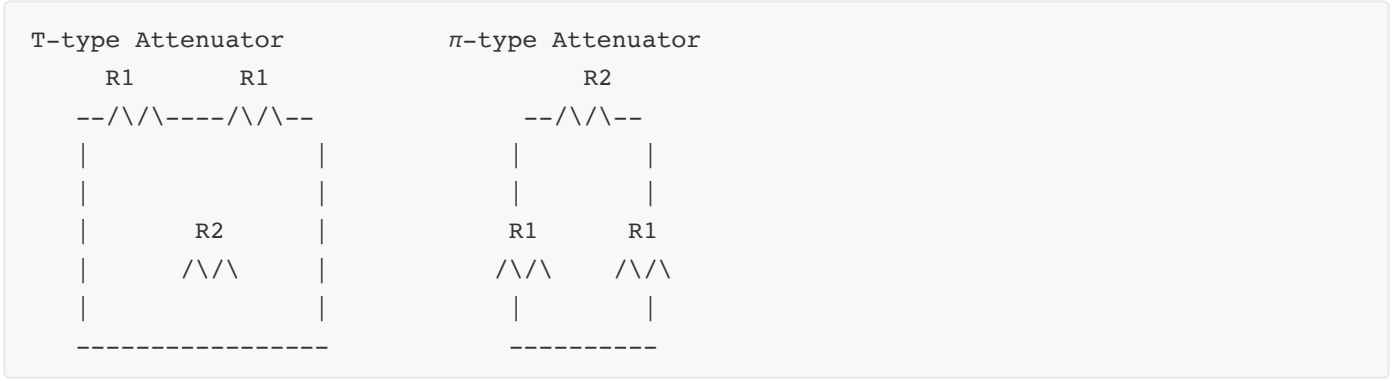 T-type Attenuator                    π-type Attenuator
     R1        R1                         R2
   --/\/\----/\/\--                   --/\/\--
   |                |                 |         |
   |                |                 |         |
   |       R2       |                 R1       R1
   |      /\/\      |                /\/\     /\/\
   |                |                 |         |
   -----------------                  ----------